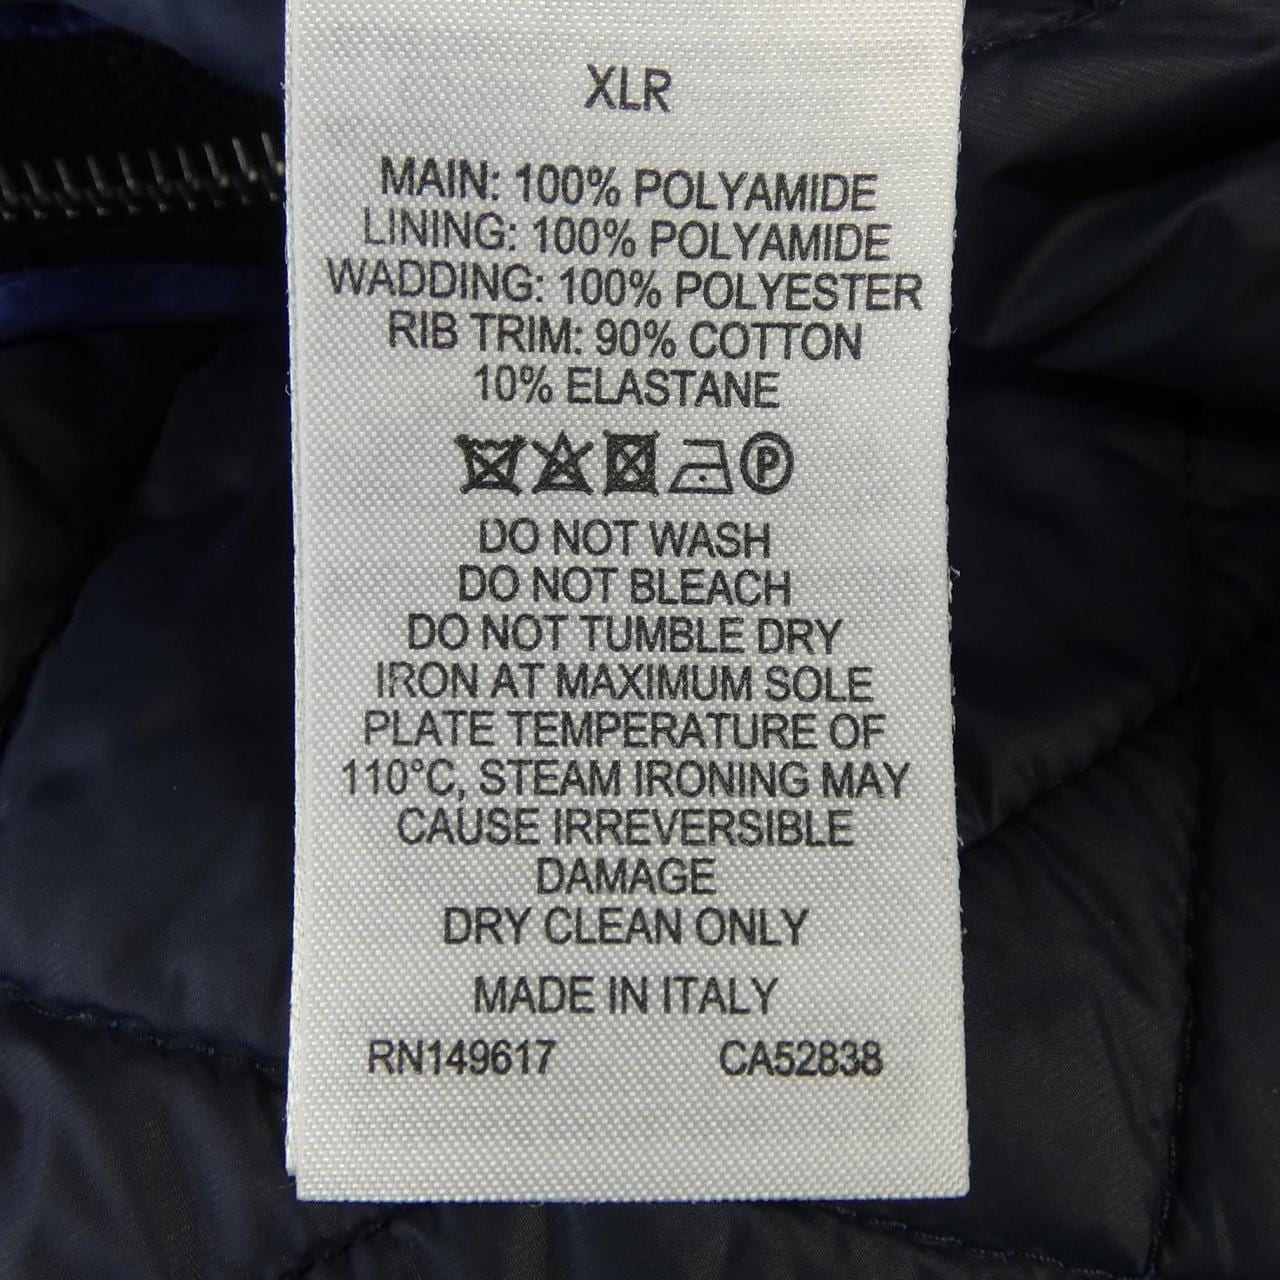 XLR
MAIN: 100% POLYAMIDE
LINING: 100% POLYAMIDE
WADDING: 100% POLYESTER
RIB TRIM: 90% COTTON
10% ELASTANE
P
DO NOT WASH
DO NOT BLEACH
DO NOT TUMBLE DRY
IRON AT MAXIMUM SOLE
PLATE TEMPERATURE OF
110°C, STEAM IRONING MAY
CAUSE IRREVERSIBLE
DAMAGE
DRY CLEAN ONLY
MADE IN ITALY
RN149617 CA52838